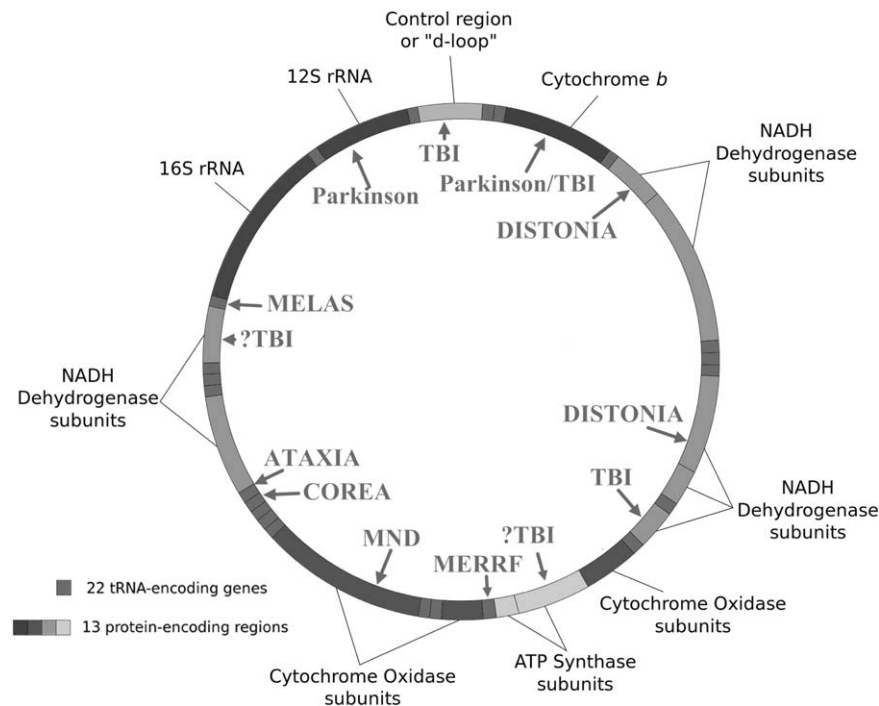 Control region
or "d-loop"
12S rRNA
Cytochrome b
TBI
NADH
Dehydrogenase
subunits
16S rRNA
Parkinson
Parkinson/TBI
DISTONIA
MELAS
?TBI
NADH
Dehydrogenase
subunits
DISTONIA
ATAXIA
COREA
TBI
NADH
Dehydrogenase
subunits
MND
?TBI
MERRF
22 tRNA-encoding genes
13 protein-encoding regions
Cytochrome Oxidase
subunits
ATP Synthase
subunits
Cytochrome Oxidase
subunits